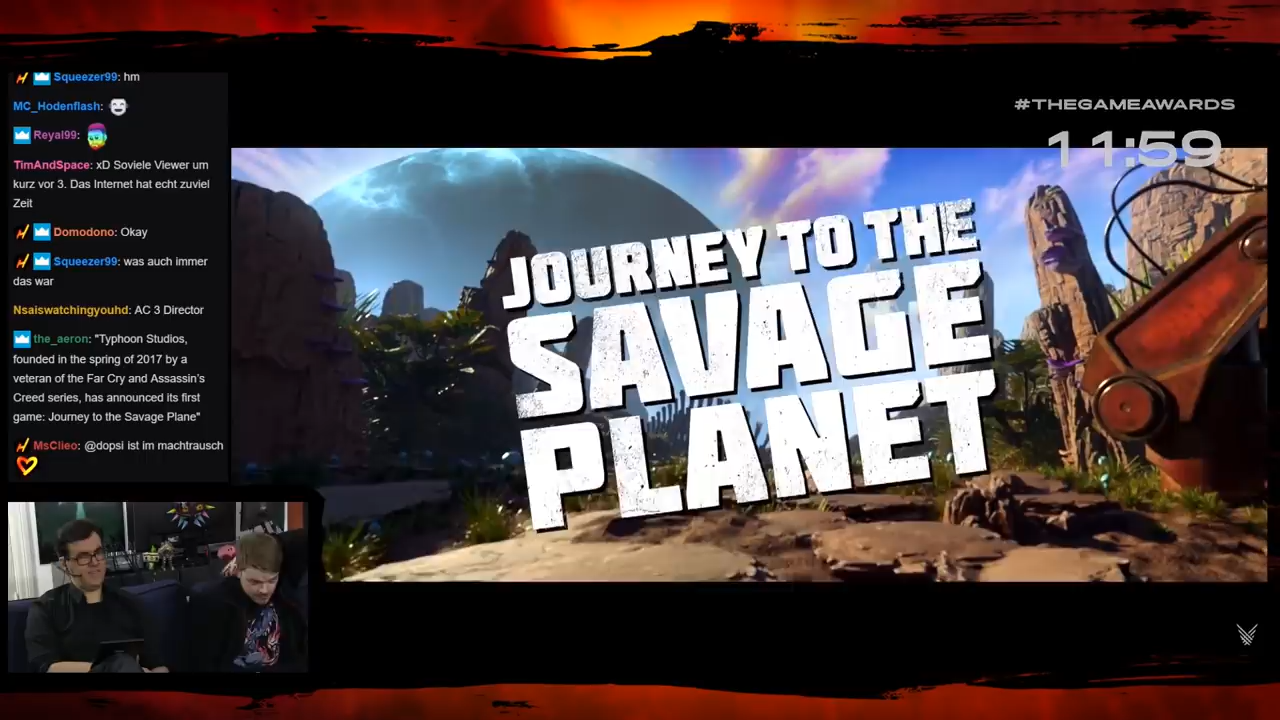 Squeezer99: hm
MC_Hodenflash:
Reyal99:
TimAndSpace: xD Soviele Viewer um
kurz vor 3. Das Internet hat echt zuviel
Zeit
Domodono: Okay
Squeezer99: was auch immer
das war
Nsaiswatchingyouhd: AC 3 Director
the_aeron: "Typhoon Studios,
founded in the spring of 2017 by a
veteran of the Far Cry and Assassin's
Creed series, has announced its first
game: Journey to the Savage Plane"
MsClieo: @dopsi ist im machtrausch
#THEGAMEAWARDS
11:59
JOURNEY TO THE
SAVAGE
PLANET